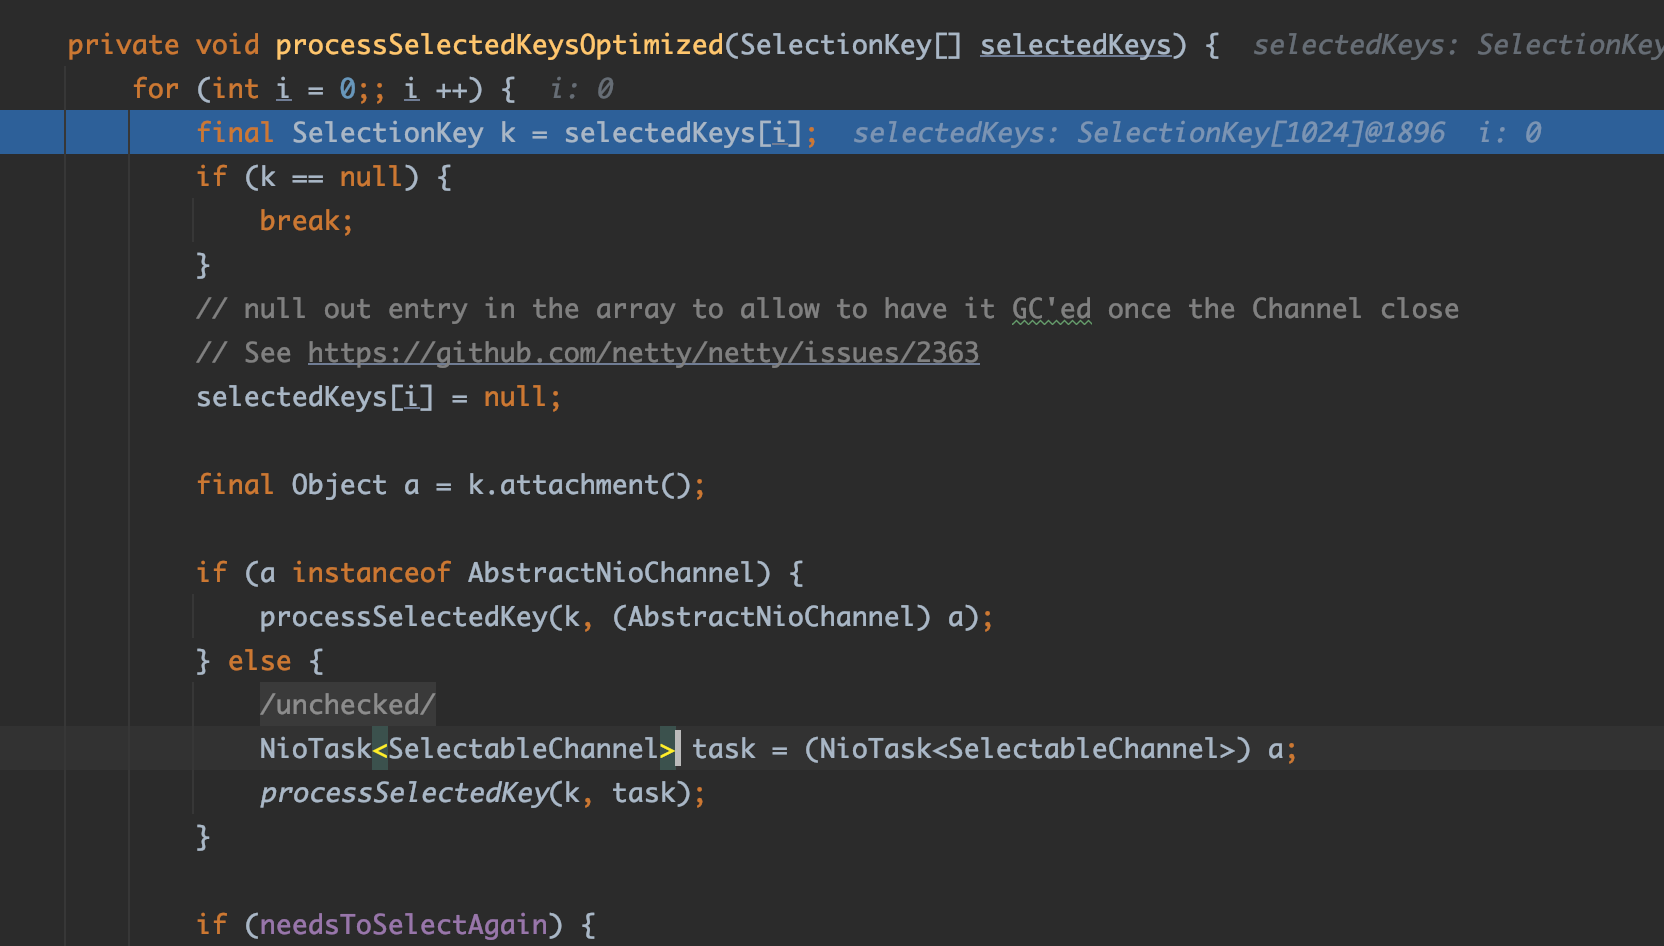 private void processSelectedKeysOptimized(SelectionKey[] selectedKeys) {  selectedKeys: SelectionKey
for (int i = 0;; i ++) {  i: 0
final SelectionKey k = selectedKeys[i];  selectedKeys: SelectionKey[1024]@1896  i: 0
if (k == null) {
break;
}
// null out entry in the array to allow to have it GC'ed once the Channel close
// See https://github.com/netty/netty/issues/2363
selectedKeys[i] = null;
final Object a = k.attachment();
if (a instanceof AbstractNioChannel) {
processSelectedKey(k, (AbstractNioChannel) a);
} else {
/unchecked/
NioTask<SelectableChannel> task = (NioTask<SelectableChannel>) a;
processSelectedKey(k, task);
}
if (needsToSelectAgain) {